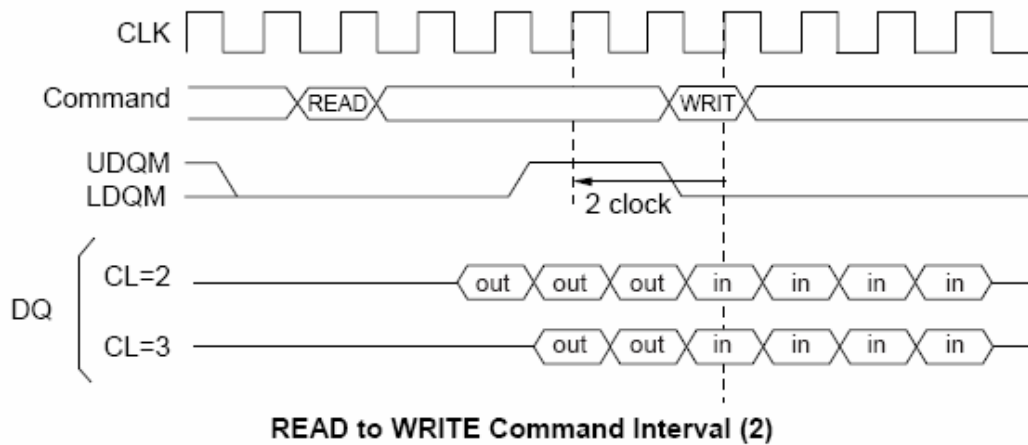 CLK
Command READ WRIT
UDQM
LDQM
2 clock
DQ
CL=2 out out out in in in in
CL=3 out out in in in in
READ to WRITE Command Interval (2)